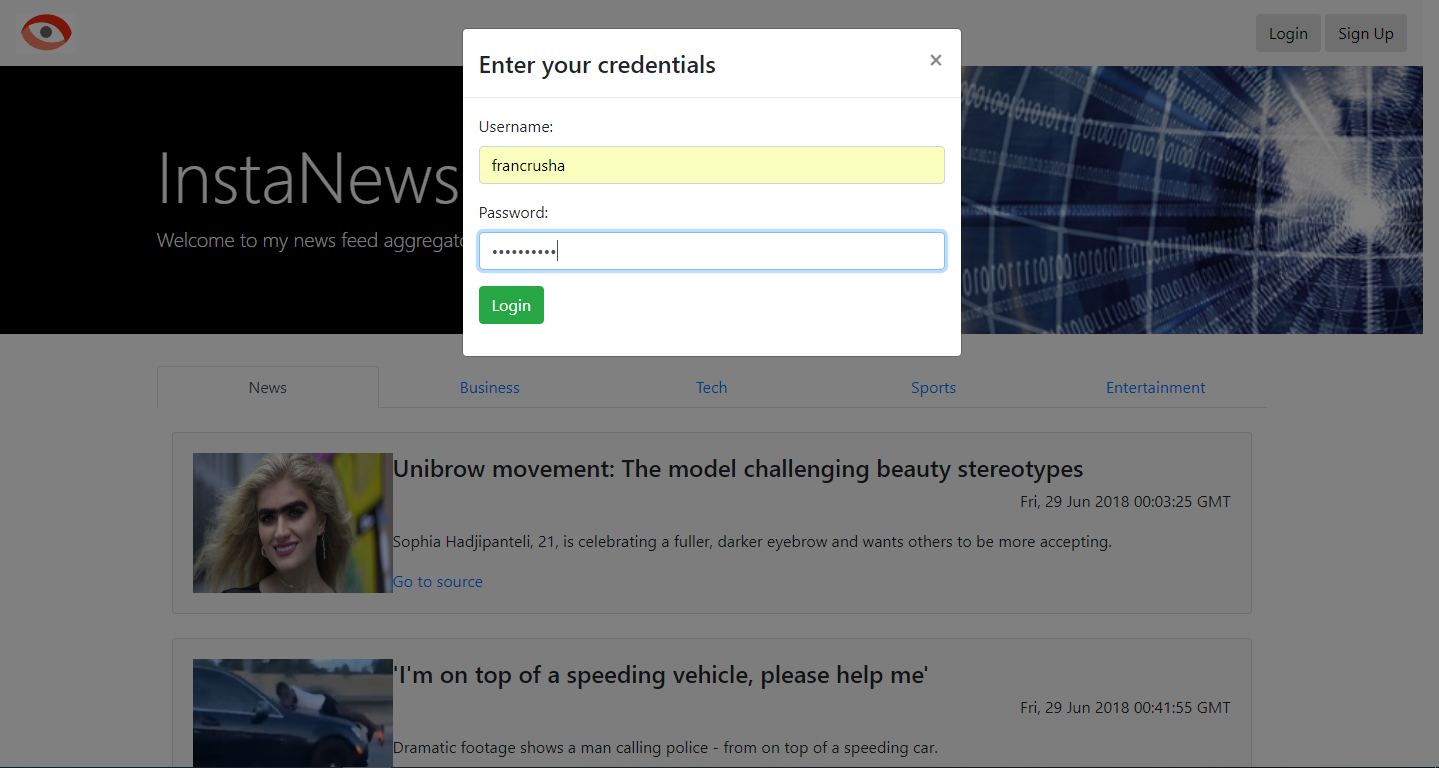 Login
Sign Up
Enter your credentials
×
Username:
francrusha
Password:
••••••••••
Login
InstaNews
Welcome to my news feed
News
Business
Tech
Sports
Entertainment
Unibrow movement: The model challenging beauty stereotypes
Fri, 29 Jun 2018 00:03:25 GMT
Sophia Hadjipanteli, 21, is celebrating a fuller, darker eyebrow and wants others to be more accepting.
Go to source
'I'm on top of a speeding vehicle, please help me'
Fri, 29 Jun 2018 00:41:55 GMT
Dramatic footage shows a man calling police - from on top of a speeding car.